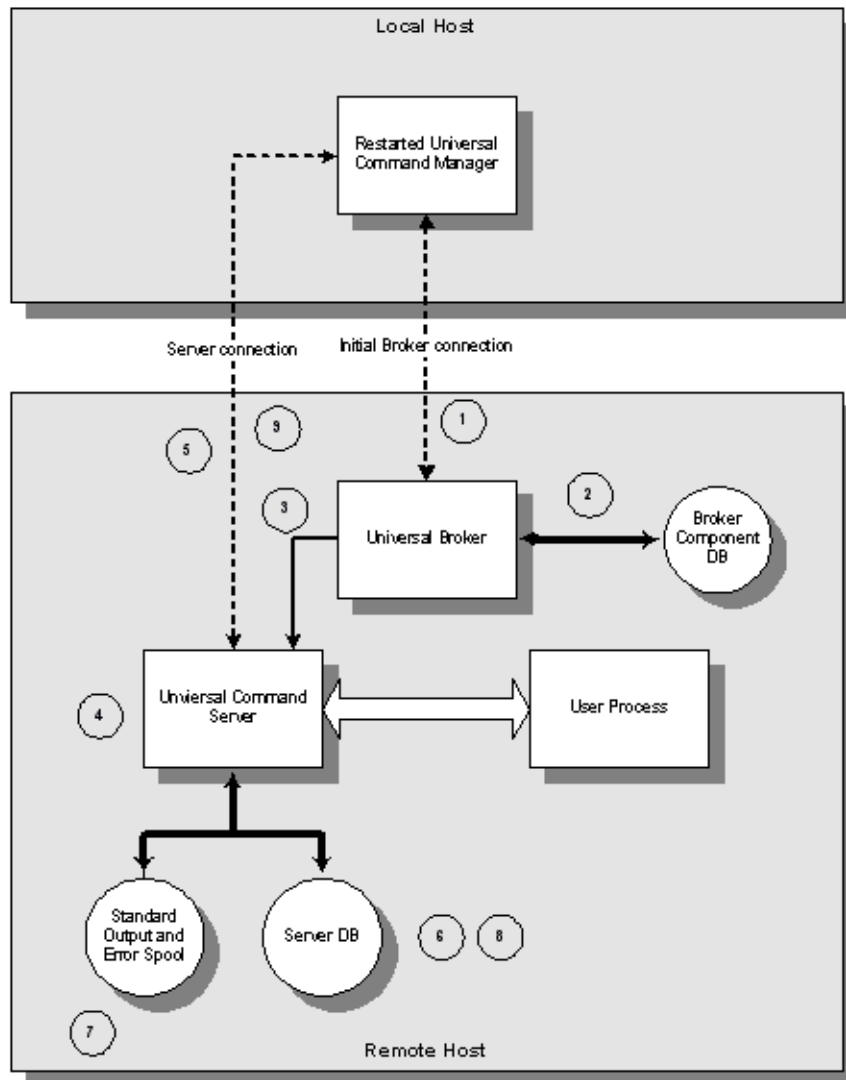 Local Host
Restarted Universal
Command Manager
Server connection
Initial Broker connection
9
1
5
2
3
Universal Broker
Broker
Component
DB
Unviersal Command
Server
User Process
4
Standard
Output and
Error Spool
Server DB
6
8
7
Remote Host